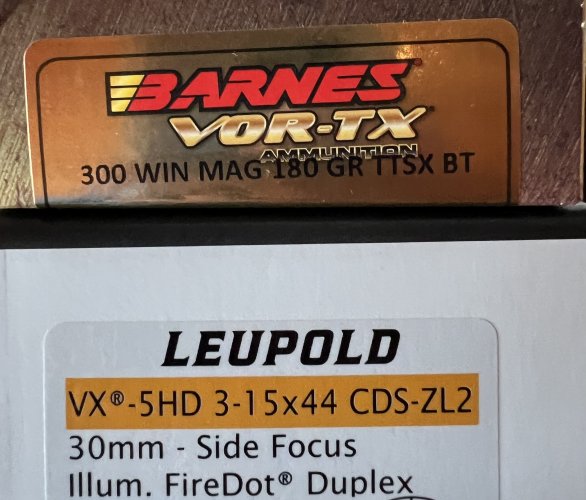 BARNES
VOR-TX
AMMUNITION
300 WIN MAG 180 GR TTSX BT
LEUPOLD
VX®-5HD 3-15x44 CDS-ZL2
30mm - Side Focus
Illum. FireDot® Duplex